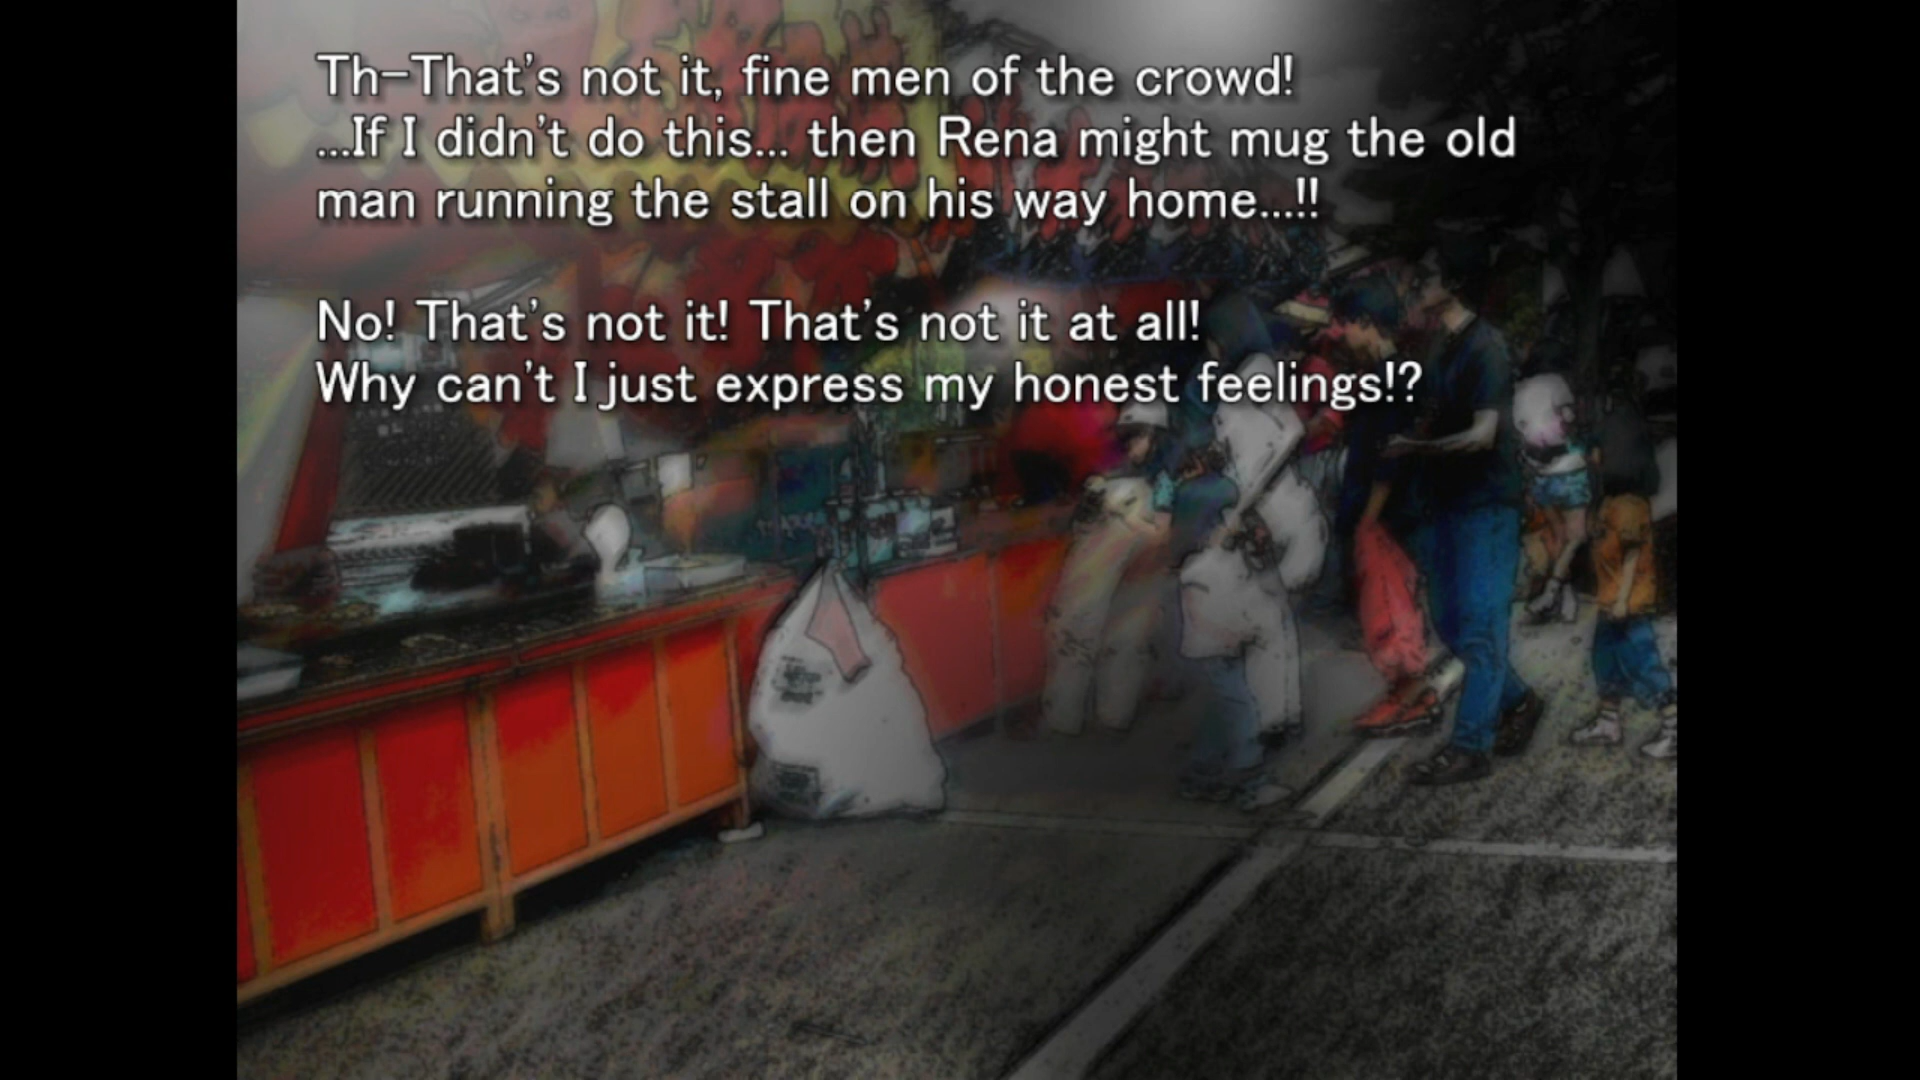 Th-That's not it, fine men of the crowd!
...If I didn't do this... then Rena might mug the old
man running the stall on his way home...!!
No! That's not it! That's not it at all!
Why can't I just express my honest feelings!?